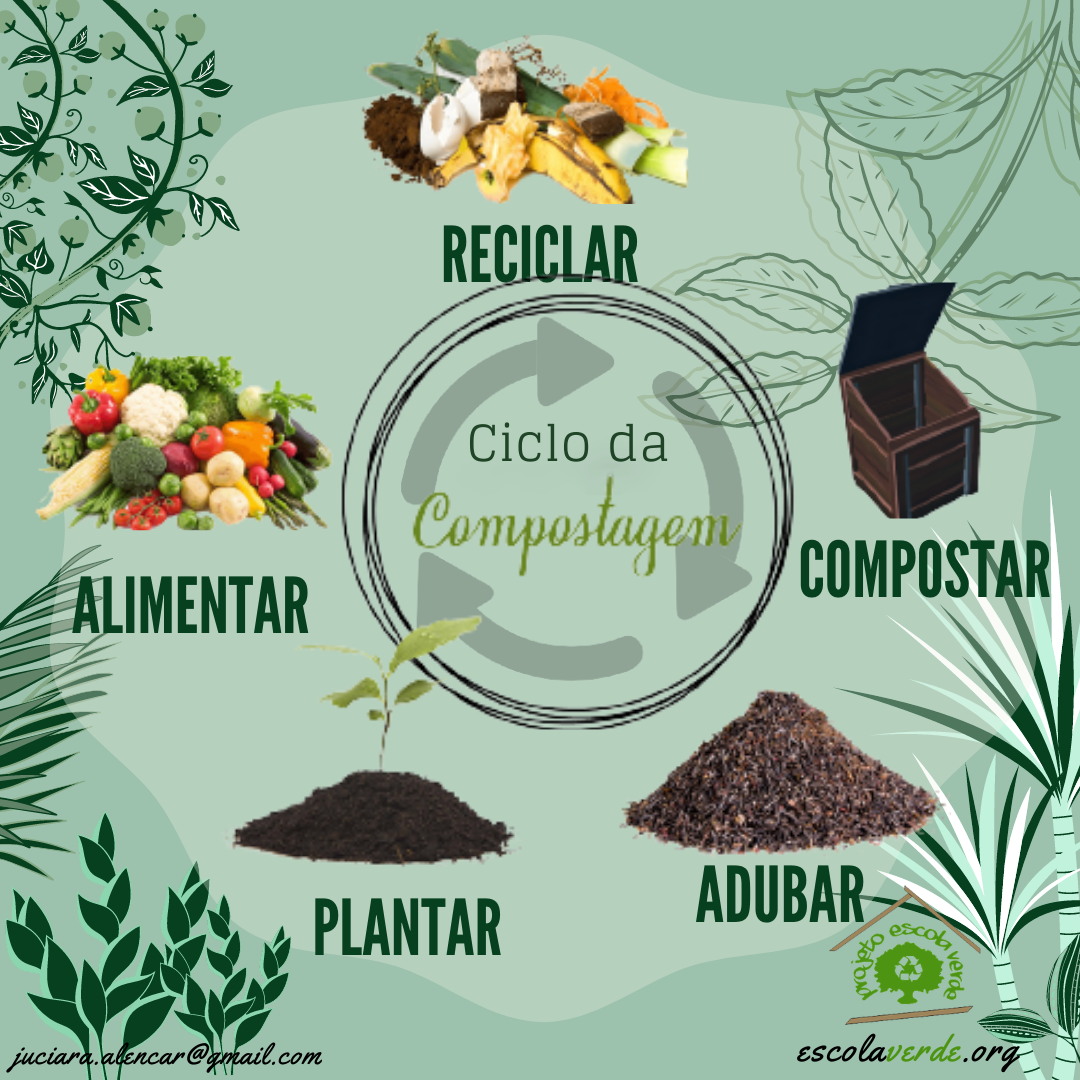 RECICLAR
Ciclo da
Compostagem
COMPOSTAR
ALIMENTAR
ADUBAR
PLANTAR
projeto escola verde
juciara.alencar@gmail.com
escolaverde.org